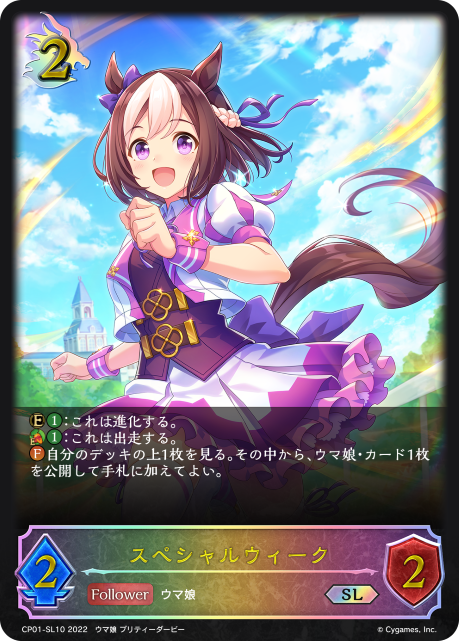 2
E 1:これは進化する。
1:これは出走する。
F 自分のデッキの上1枚を見る。その中から、ウマ娘・カード1枚
を公開して手札に加えてよい。
スペシャルウィーク
2 Follower ウマ娘 SL 2
CP01-SL10 2022 ウマ娘 プリティーダービー © Cygames, Inc.